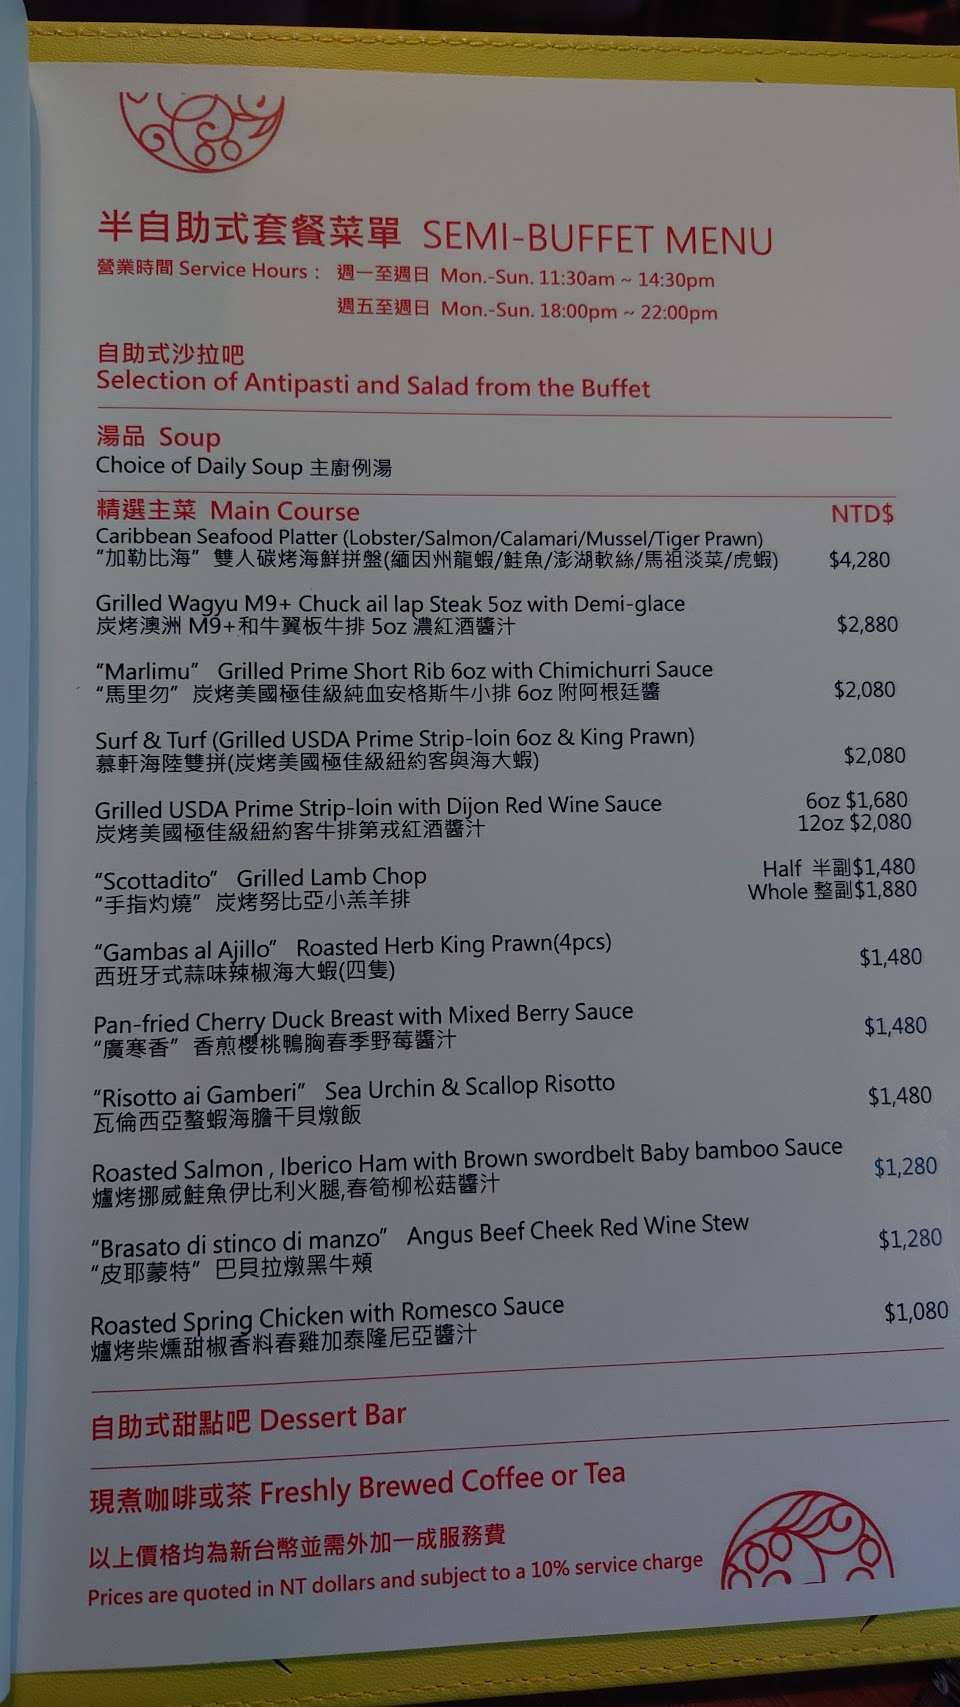 半自助式套餐菜單 SEMI-BUFFET MENU
營業時間 Service Hours： 週一至週日 Mon.-Sun. 11:30am ~ 14:30pm
週五至週日 Mon.-Sun. 18:00pm ~ 22:00pm
自助式沙拉吧
Selection of Antipasti and Salad from the Buffet
湯品 Soup
Choice of Daily Soup 主廚例湯
精選主菜 Main Course NTD$
Caribbean Seafood Platter (Lobster/Salmon/Calamari/Mussel/Tiger Prawn)
“加勒比海” 雙人碳烤海鮮拼盤(緬因州龍蝦/鮭魚/澎湖軟絲/馬祖淡菜/虎蝦) $4,280
Grilled Wagyu M9+ Chuck ail lap Steak 5oz with Demi-glace
炭烤澳洲 M9+和牛翼板牛排 5oz 濃紅酒醬汁 $2,880
“Marlimu” Grilled Prime Short Rib 6oz with Chimichurri Sauce
“馬里勿” 炭烤美國極佳級純血安格斯牛小排 6oz 附阿根廷醬 $2,080
Surf & Turf (Grilled USDA Prime Strip-loin 6oz & King Prawn)
慕軒海陸雙拼(炭烤美國極佳級紐約客與海大蝦) $2,080
Grilled USDA Prime Strip-loin with Dijon Red Wine Sauce 6oz $1,680
炭烤美國極佳級紐約客牛排第戎紅酒醬汁 12oz $2,080
“Scottadito” Grilled Lamb Chop Half 半副$1,480
“手指灼燒” 炭烤努比亞小羔羊排 Whole 整副$1,880
“Gambas al Ajillo” Roasted Herb King Prawn(4pcs)
西班牙式蒜味辣椒海大蝦(四隻) $1,480
Pan-fried Cherry Duck Breast with Mixed Berry Sauce
“廣寒香” 香煎櫻桃鴨胸春季野莓醬汁 $1,480
“Risotto ai Gamberi” Sea Urchin & Scallop Risotto
瓦倫西亞螯蝦海膽干貝燉飯 $1,480
Roasted Salmon , Iberico Ham with Brown swordbelt Baby bamboo Sauce
爐烤挪威鮭魚伊比利火腿,春筍柳松菇醬汁 $1,280
“Brasato di stinco di manzo” Angus Beef Cheek Red Wine Stew
“皮耶蒙特” 巴貝拉燉黑牛頰 $1,280
Roasted Spring Chicken with Romesco Sauce
爐烤柴燻甜椒香料春雞加泰隆尼亞醬汁 $1,080
自助式甜點吧 Dessert Bar
現煮咖啡或茶 Freshly Brewed Coffee or Tea
以上價格均為新台幣並需外加一成服務費
Prices are quoted in NT dollars and subject to a 10% service charge